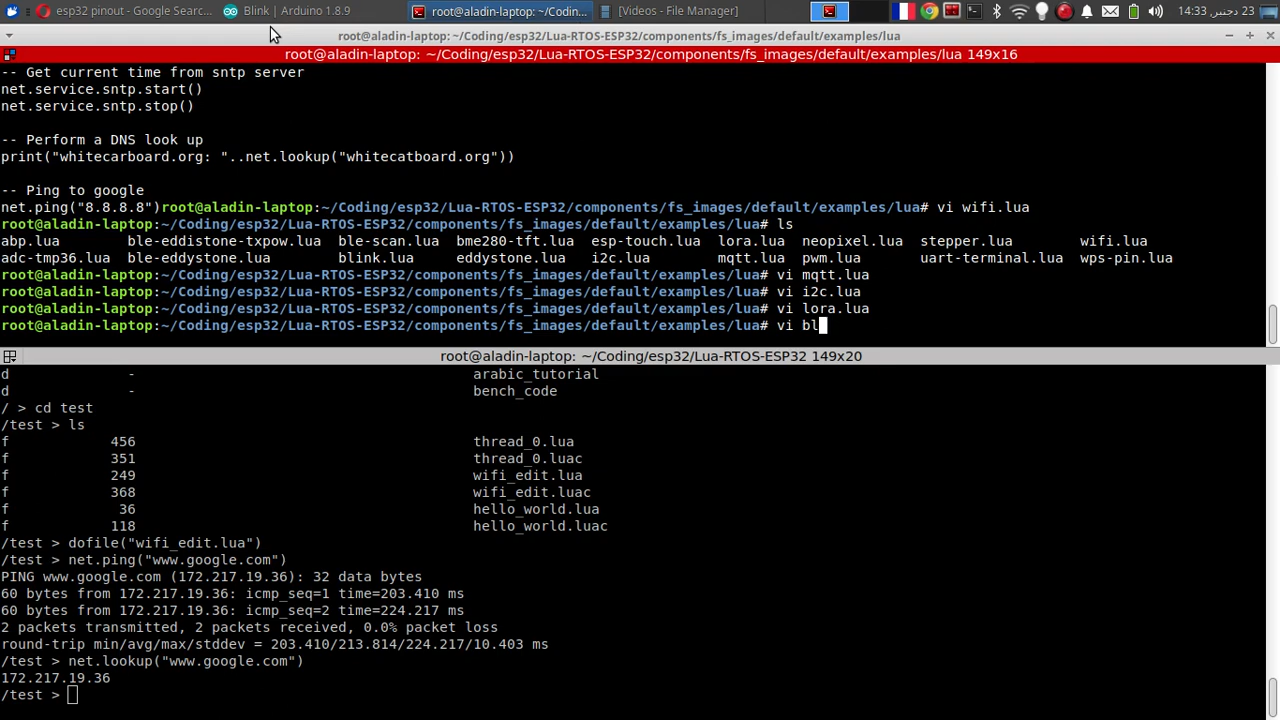 esp32 pinout - Google Searc...
Blink | Arduino 1.8.9
root@aladin-laptop: ~/Codin...
[Videos - File Manager]
14:33 ,23 دجنبر
root@aladin-laptop: ~/Coding/esp32/Lua-RTOS-ESP32/components/fs_images/default/examples/lua
root@aladin-laptop: ~/Coding/esp32/Lua-RTOS-ESP32/components/fs_images/default/examples/lua 149x16
-- Get current time from sntp server
net.service.sntp.start()
net.service.sntp.stop()
-- Perform a DNS look up
print("whitecarboard.org: "..net.lookup("whitecatboard.org"))
-- Ping to google
net.ping("8.8.8.8")root@aladin-laptop:~/Coding/esp32/Lua-RTOS-ESP32/components/fs_images/default/examples/lua# vi wifi.lua
root@aladin-laptop:~/Coding/esp32/Lua-RTOS-ESP32/components/fs_images/default/examples/lua# ls
abp.lua ble-eddistone-txpow.lua ble-scan.lua bme280-tft.lua esp-touch.lua lora.lua neopixel.lua stepper.lua wifi.lua
adc-tmp36.lua ble-eddystone.lua blink.lua eddystone.lua i2c.lua mqtt.lua pwm.lua uart-terminal.lua wps-pin.lua
root@aladin-laptop:~/Coding/esp32/Lua-RTOS-ESP32/components/fs_images/default/examples/lua# vi mqtt.lua
root@aladin-laptop:~/Coding/esp32/Lua-RTOS-ESP32/components/fs_images/default/examples/lua# vi i2c.lua
root@aladin-laptop:~/Coding/esp32/Lua-RTOS-ESP32/components/fs_images/default/examples/lua# vi lora.lua
root@aladin-laptop:~/Coding/esp32/Lua-RTOS-ESP32/components/fs_images/default/examples/lua# vi bl
root@aladin-laptop: ~/Coding/esp32/Lua-RTOS-ESP32 149x20
d - arabic_tutorial
d - bench_code
/ > cd test
/test > ls
f 456 thread_0.lua
f 351 thread_0.luac
f 249 wifi_edit.lua
f 368 wifi_edit.luac
f 36 hello_world.lua
f 118 hello_world.luac
/test > dofile("wifi_edit.lua")
/test > net.ping("www.google.com")
PING www.google.com (172.217.19.36): 32 data bytes
60 bytes from 172.217.19.36: icmp_seq=1 time=203.410 ms
60 bytes from 172.217.19.36: icmp_seq=2 time=224.217 ms
2 packets transmitted, 2 packets received, 0.0% packet loss
round-trip min/avg/max/stddev = 203.410/213.814/224.217/10.403 ms
/test > net.lookup("www.google.com")
172.217.19.36
/test >